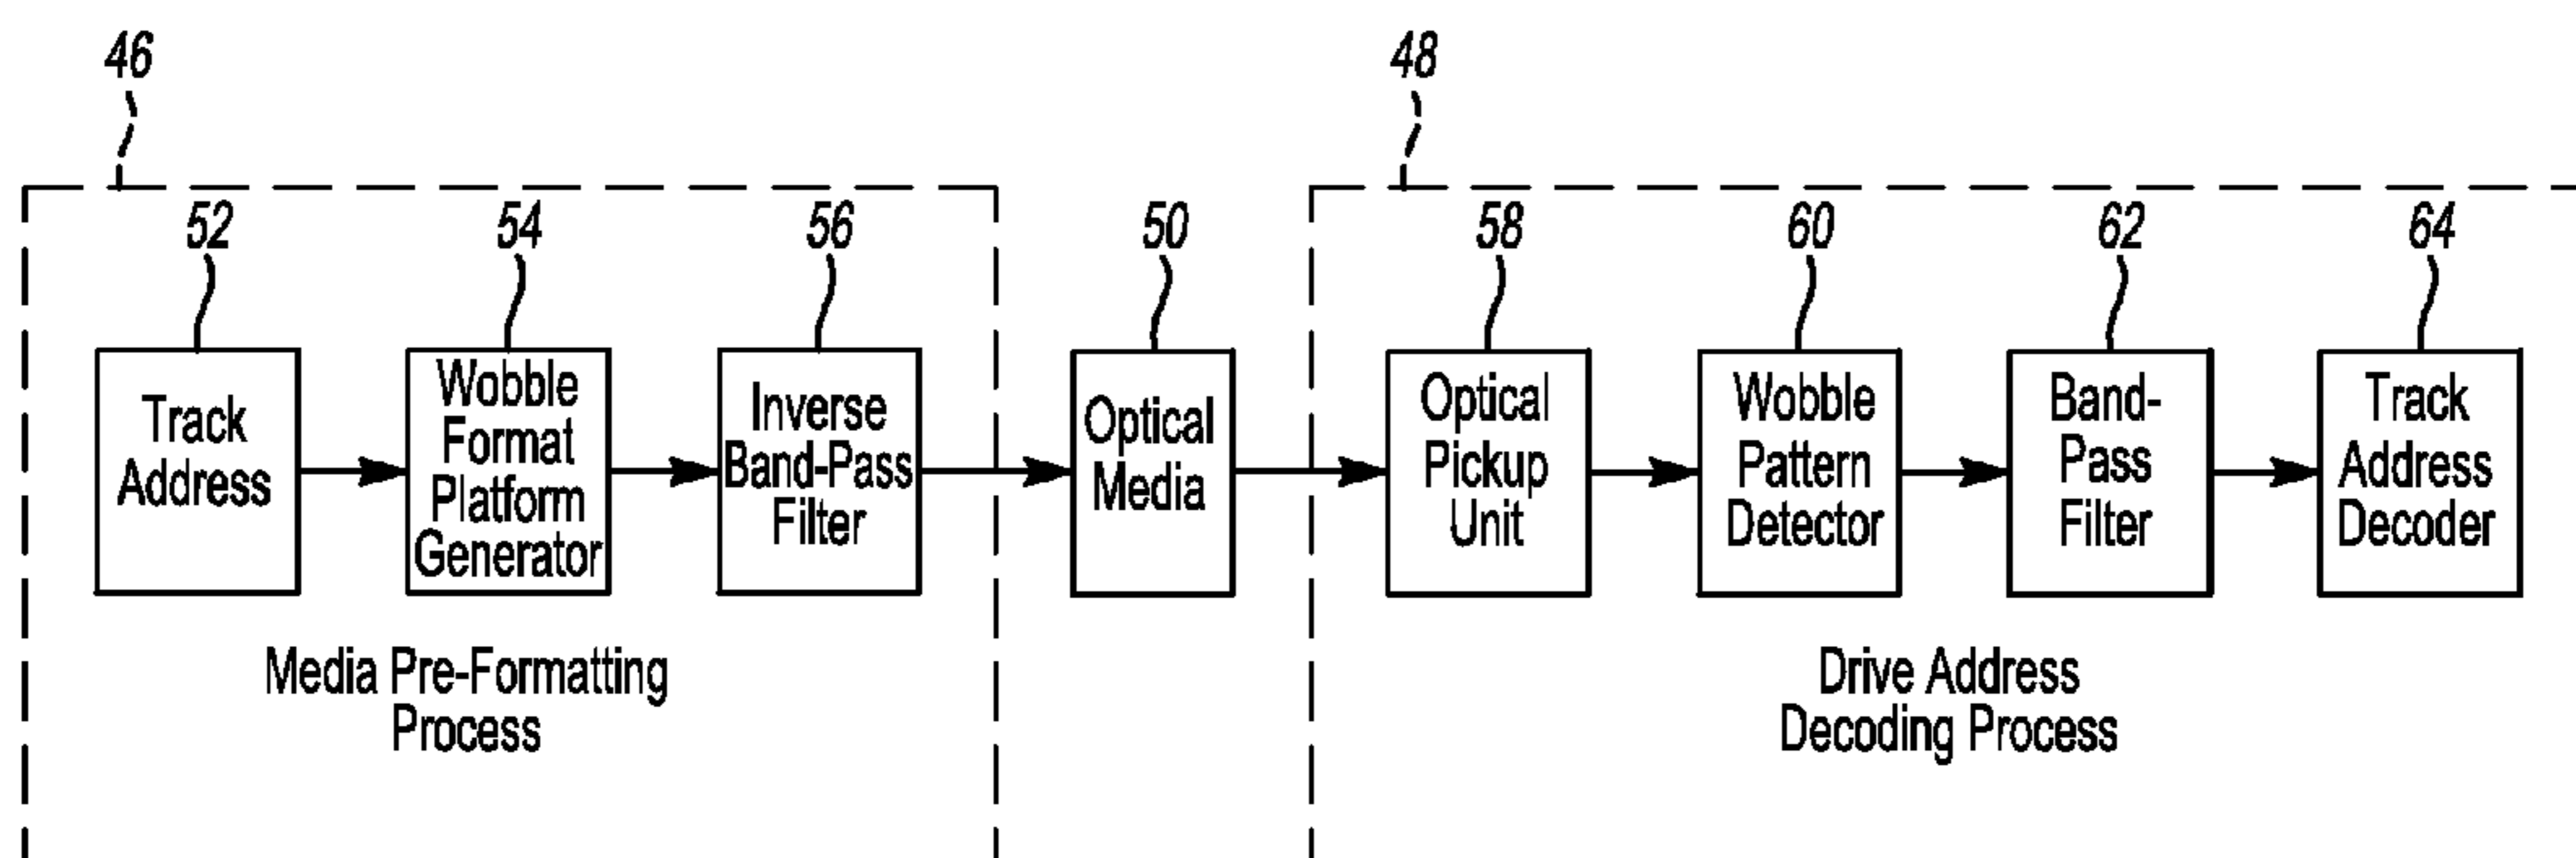 46
48
52
54
56
50
58
60
62
64
Track
Address
Wobble
Format
Platform
Generator
Inverse
Band-Pass
Filter
Optical
Media
Optical
Pickup
Unit
Wobble
Pattern
Detector
Band-
Pass
Filter
Track
Address
Decoder
Media Pre-Formatting
Process
Drive Address
Decoding Process